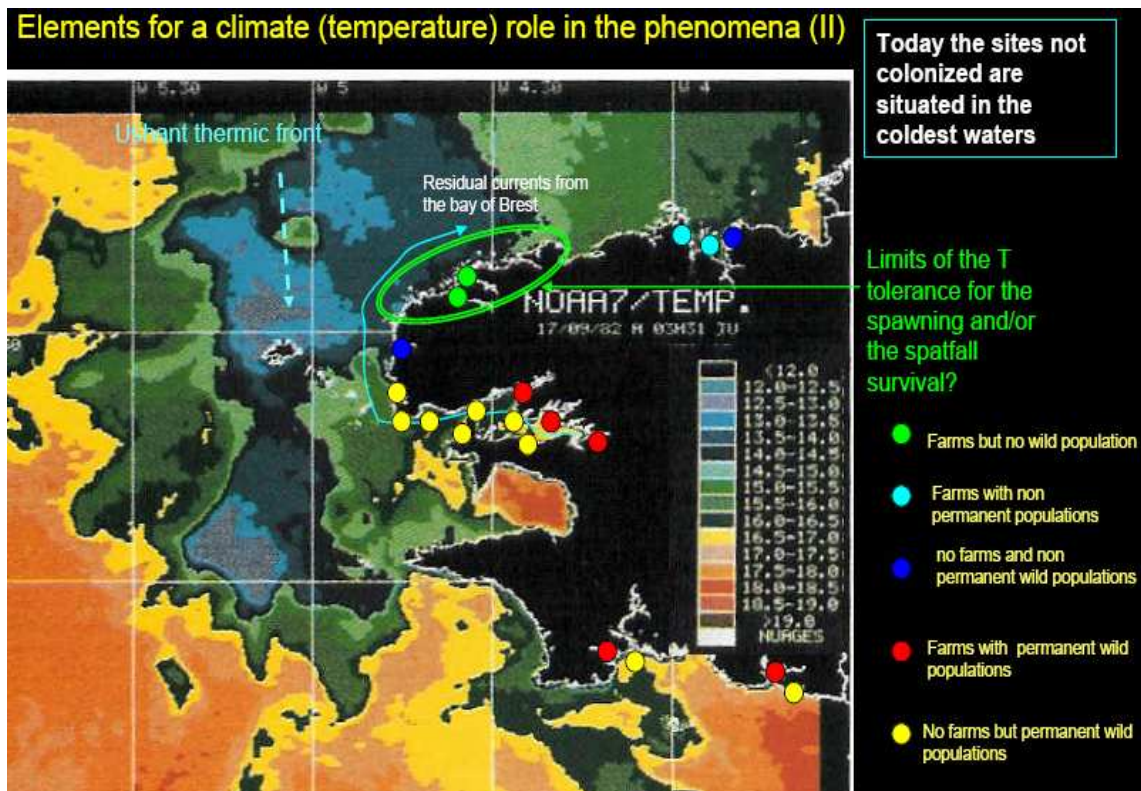 Elements for a climate (temperature) role in the phenomena (II)
Today the sites not
colonized are
situated in the
coldest waters
W 5.30
W 5
W 4.30
W 4
Ushant thermic front
Residual currents from
the bay of Brest
Limits of the T
tolerance for the
spawning and/or
the spatfall
survival?
NOAA7/TEMP.
17/09/82 A 03H31 TU
<12.0
12.0-12.5
12.5-13.0
13.0-13.5
13.5-14.0
14.0-14.5
14.5-15.0
15.0-15.5
15.5-16.0
16.0-16.5
16.5-17.0
17.0-17.5
17.5-18.0
18.0-18.5
18.5-19.0
>19.0
NUAGES
Farms but no wild population
Farms with non
permanent populations
no farms and non
permanent wild populations
Farms with permanent wild
populations
No farms but permanent wild
populations